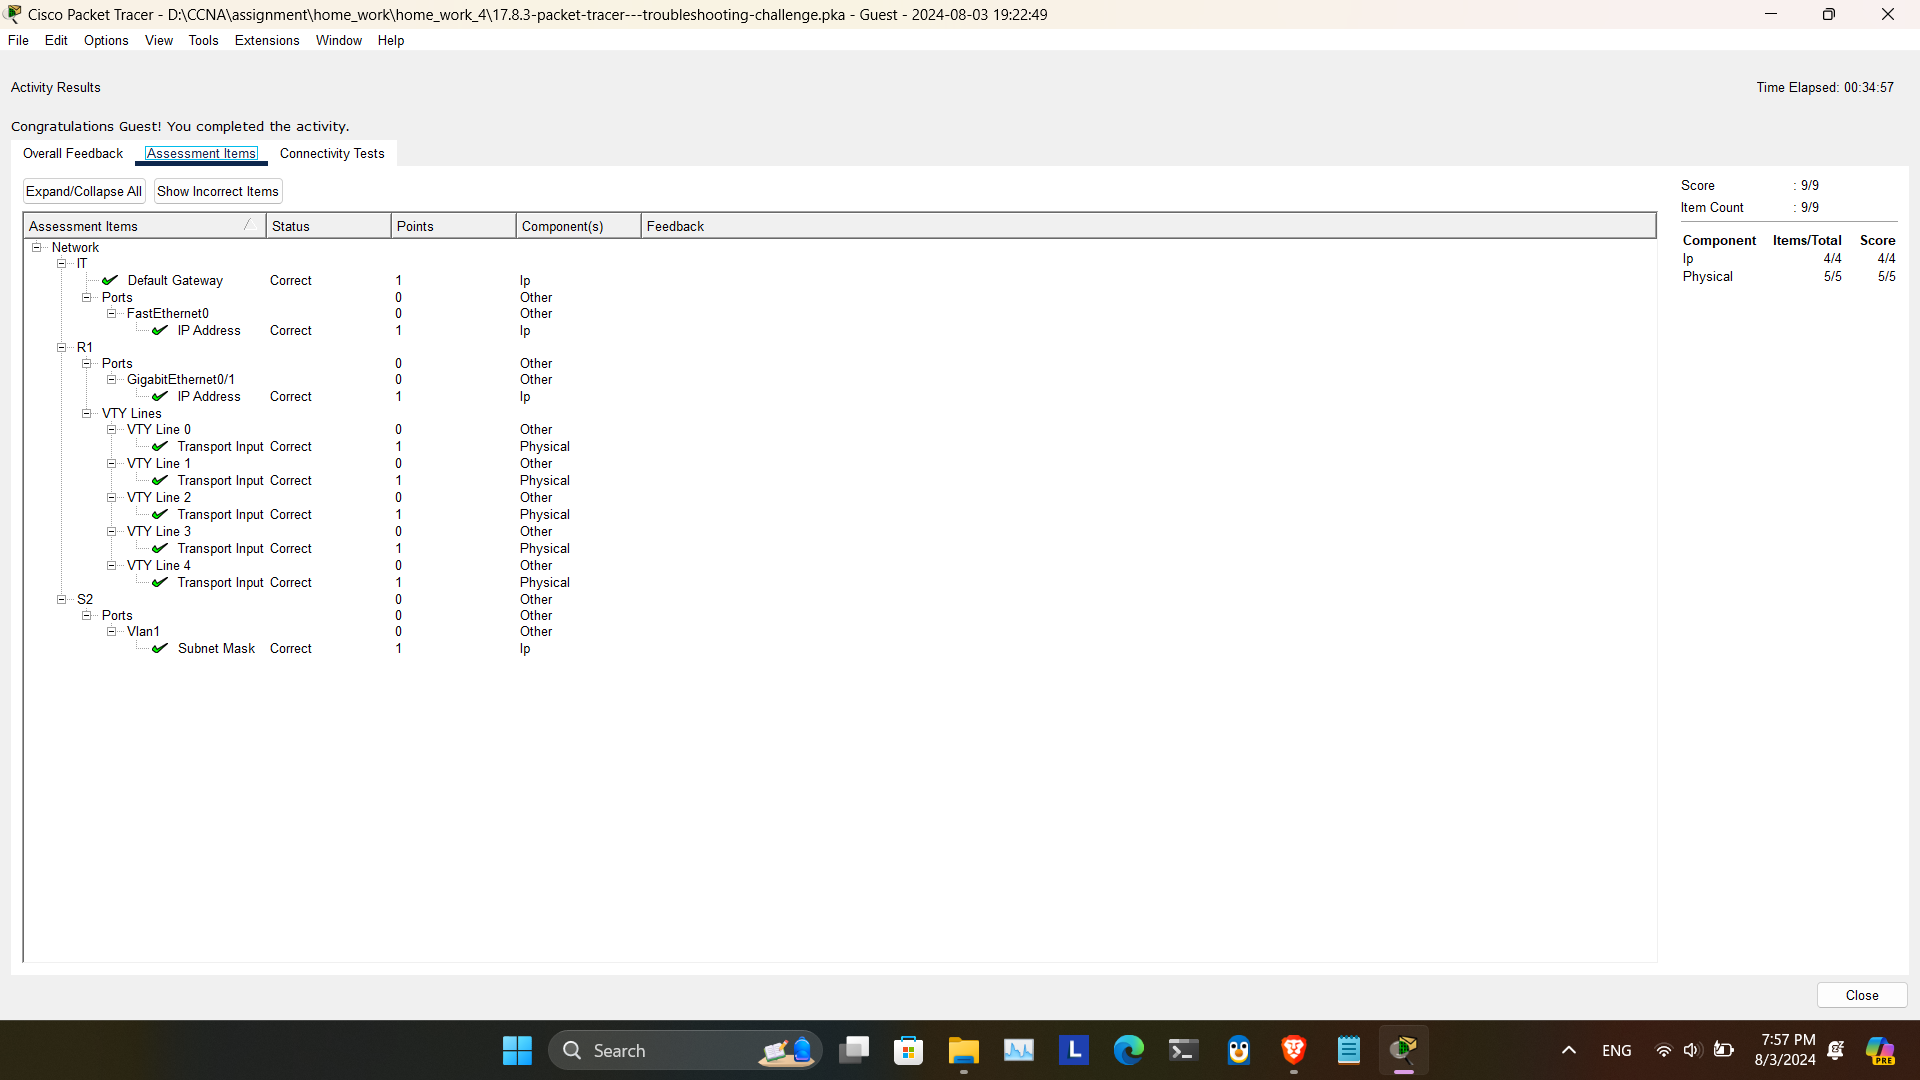 Cisco Packet Tracer - D:\CCNA\assignment\home_work\home_work_4\17.8.3-packet-tracer---troubleshooting-challenge.pka - Guest - 2024-08-03 19:22:49
File Edit Options View Tools Extensions Window Help
Activity Results
Time Elapsed: 00:34:57
Congratulations Guest! You completed the activity.
Overall Feedback Assessment Items Connectivity Tests
Expand/Collapse All Show Incorrect Items
Assessment Items Status Points Component(s) Feedback
Network
IT
Default Gateway Correct 1 Ip
Ports 0 Other
FastEthernet0 0 Other
IP Address Correct 1 Ip
R1
Ports 0 Other
GigabitEthernet0/1 0 Other
IP Address Correct 1 Ip
VTY Lines
VTY Line 0 0 Other
Transport Input Correct 1 Physical
VTY Line 1 0 Other
Transport Input Correct 1 Physical
VTY Line 2 0 Other
Transport Input Correct 1 Physical
VTY Line 3 0 Other
Transport Input Correct 1 Physical
VTY Line 4 0 Other
Transport Input Correct 1 Physical
S2 0 Other
Ports 0 Other
Vlan1 0 Other
Subnet Mask Correct 1 Ip
Score : 9/9
Item Count : 9/9
Component Items/Total Score
Ip 4/4 4/4
Physical 5/5 5/5
Close
Search
L
ENG
7:57 PM
8/3/2024
PRE